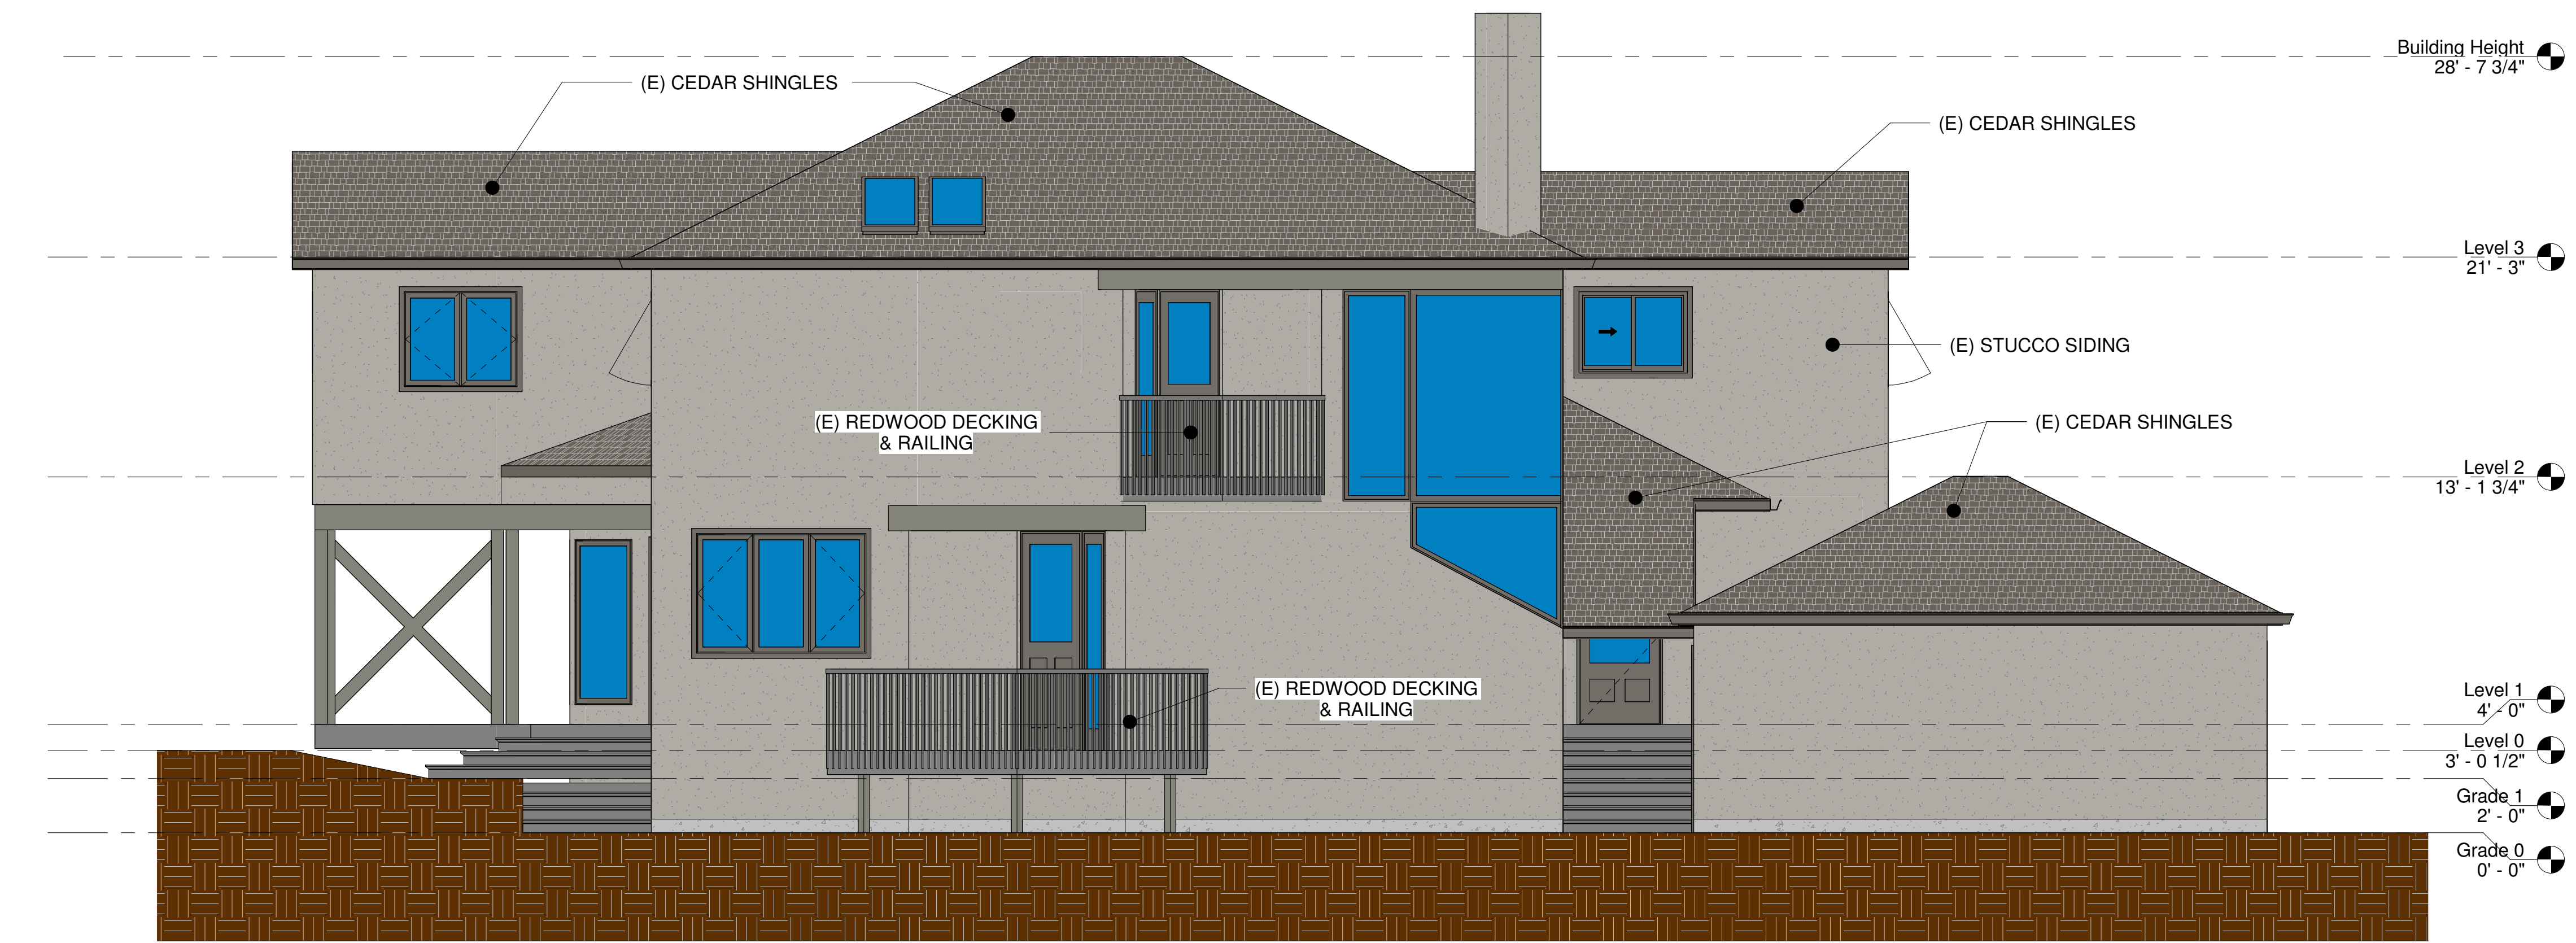 Building Height
28' - 7 3/4"
(E) CEDAR SHINGLES
(E) CEDAR SHINGLES
Level 3
21' - 3"
(E) STUCCO SIDING
(E) REDWOOD DECKING
& RAILING
(E) CEDAR SHINGLES
Level 2
13' - 1 3/4"
(E) REDWOOD DECKING
& RAILING
Level 1
4' - 0"
Level 0
3' - 0 1/2"
Grade 1
2' - 0"
Grade 0
0' - 0"